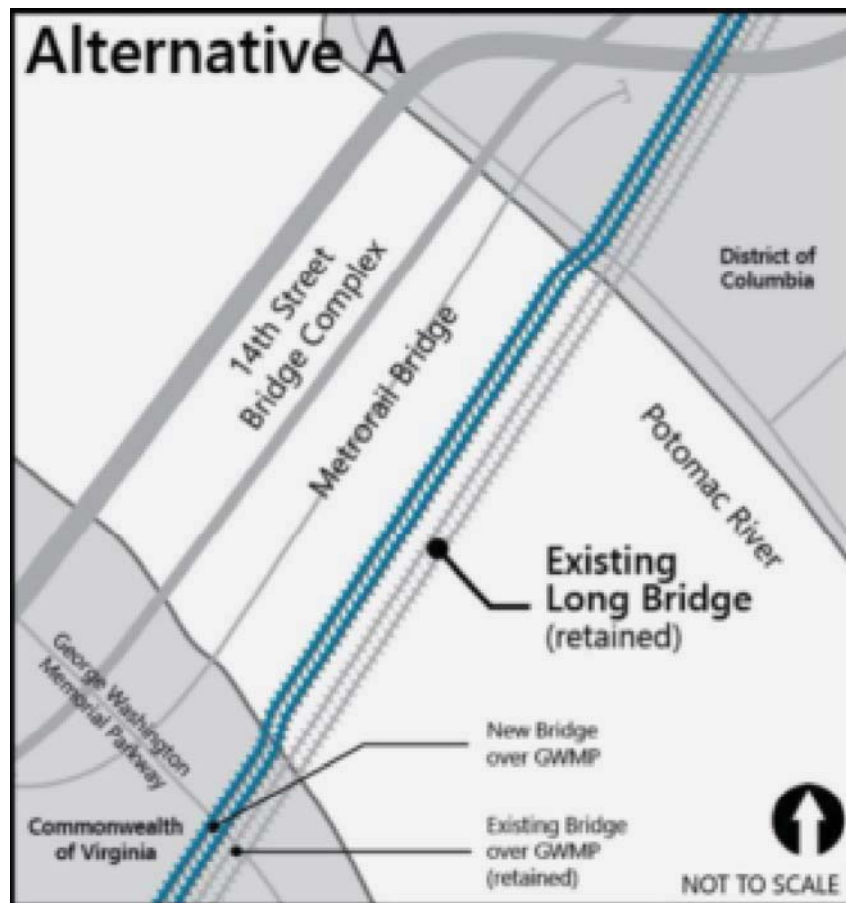 Alternative A
14th Street
Bridge Complex
Metrorail Bridge
District of
Columbia
Potomac River
Existing
Long Bridge
(retained)
George Washington
Memorial Parkway
New Bridge
over GWMP
Commonwealth
of Virginia
Existing Bridge
over GWMP
(retained)
NOT TO SCALE